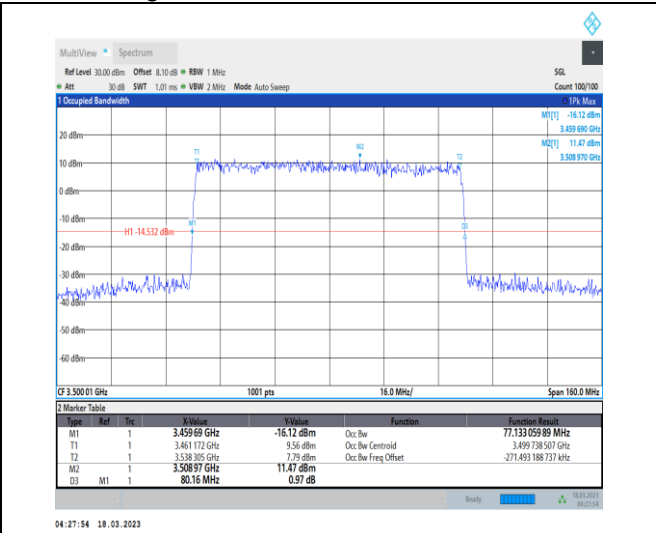 MultiView Spectrum
Ref Level 30.00 dBm Offset 8.10 dB RBW 1 MHz SGL
Att 30 dB SWT 1.01 ms VBW 2 MHz Mode Auto Sweep Count 100/100
1 Occupied Bandwidth 1Pk Max
M1[1] -16.12 dBm
3.459 690 GHz
20 dBm M2[1] 11.47 dBm
3.508 970 GHz
M2
T1 T2
10 dBm
0 dBm
-10 dBm
M1 D3
H1 -14.532 dBm
-20 dBm
-30 dBm
-40 dBm
-50 dBm
-60 dBm
CF 3.500 01 GHz 1001 pts 16.0 MHz/ Span 160.0 MHz
2 Marker Table
Type Ref Trc X-Value Y-Value Function Function Result
M1 1 3.459 69 GHz -16.12 dBm Occ Bw 77.133 059 89 MHz
T1 1 3.461 172 GHz 9.56 dBm Occ Bw Centroid 3.499 738 507 GHz
T2 1 3.538 305 GHz 7.79 dBm Occ Bw Freq Offset -271.493 188 737 kHz
M2 1 3.508 97 GHz 11.47 dBm
D3 M1 1 80.16 MHz 0.97 dB
Ready 18.03.2023
04:27:54
04:27:54 18.03.2023